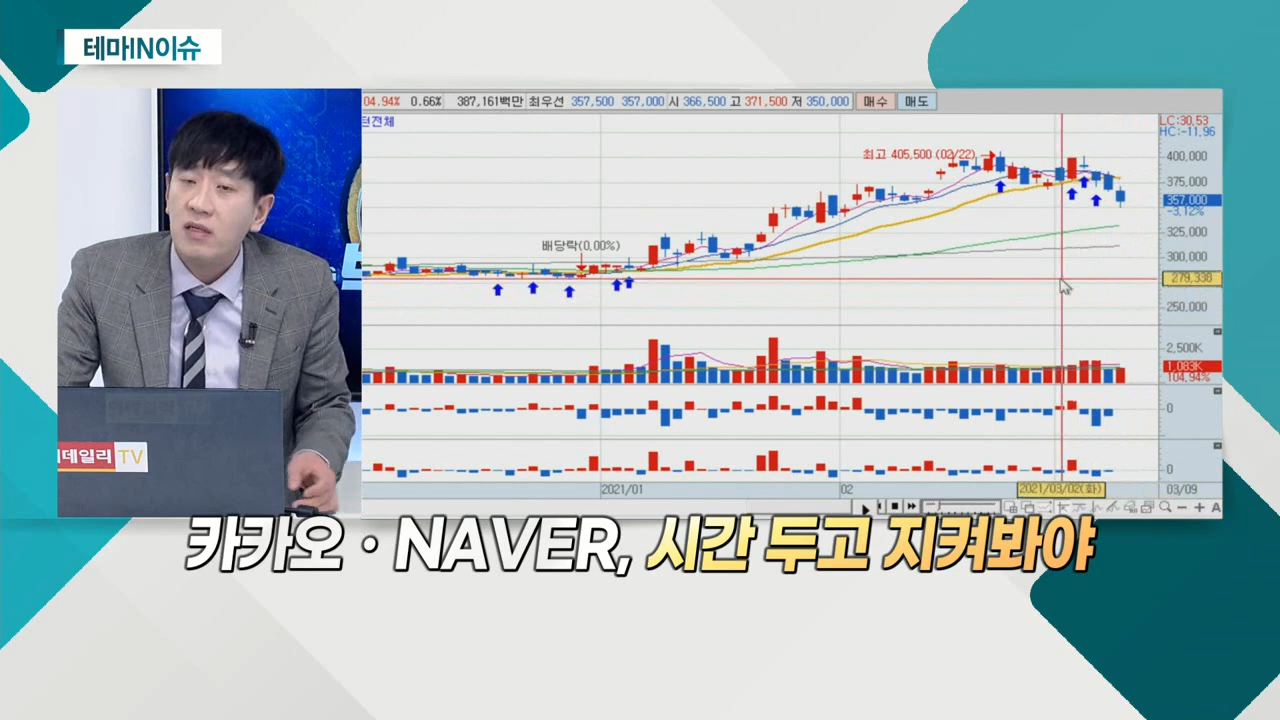 테마IN이슈
04.94% 0.66% 387,161백만 최우선 357,500 357,000 시 366,500 고 371,500 저 350,000 매수 매도
전체
LC:30.53
HC:-11.96
최고 405,500 (02/22)
400,000
375,000
357,000
-3.12%
325,000
배당락(0.00%)
300,000
279,338
250,000
2,500K
1,083K
104.94%
0
이데일리 TV
0
2021/01 02 2021/03/02(화) 03/09
A
카카오·NAVER, 시간 두고 지켜봐야